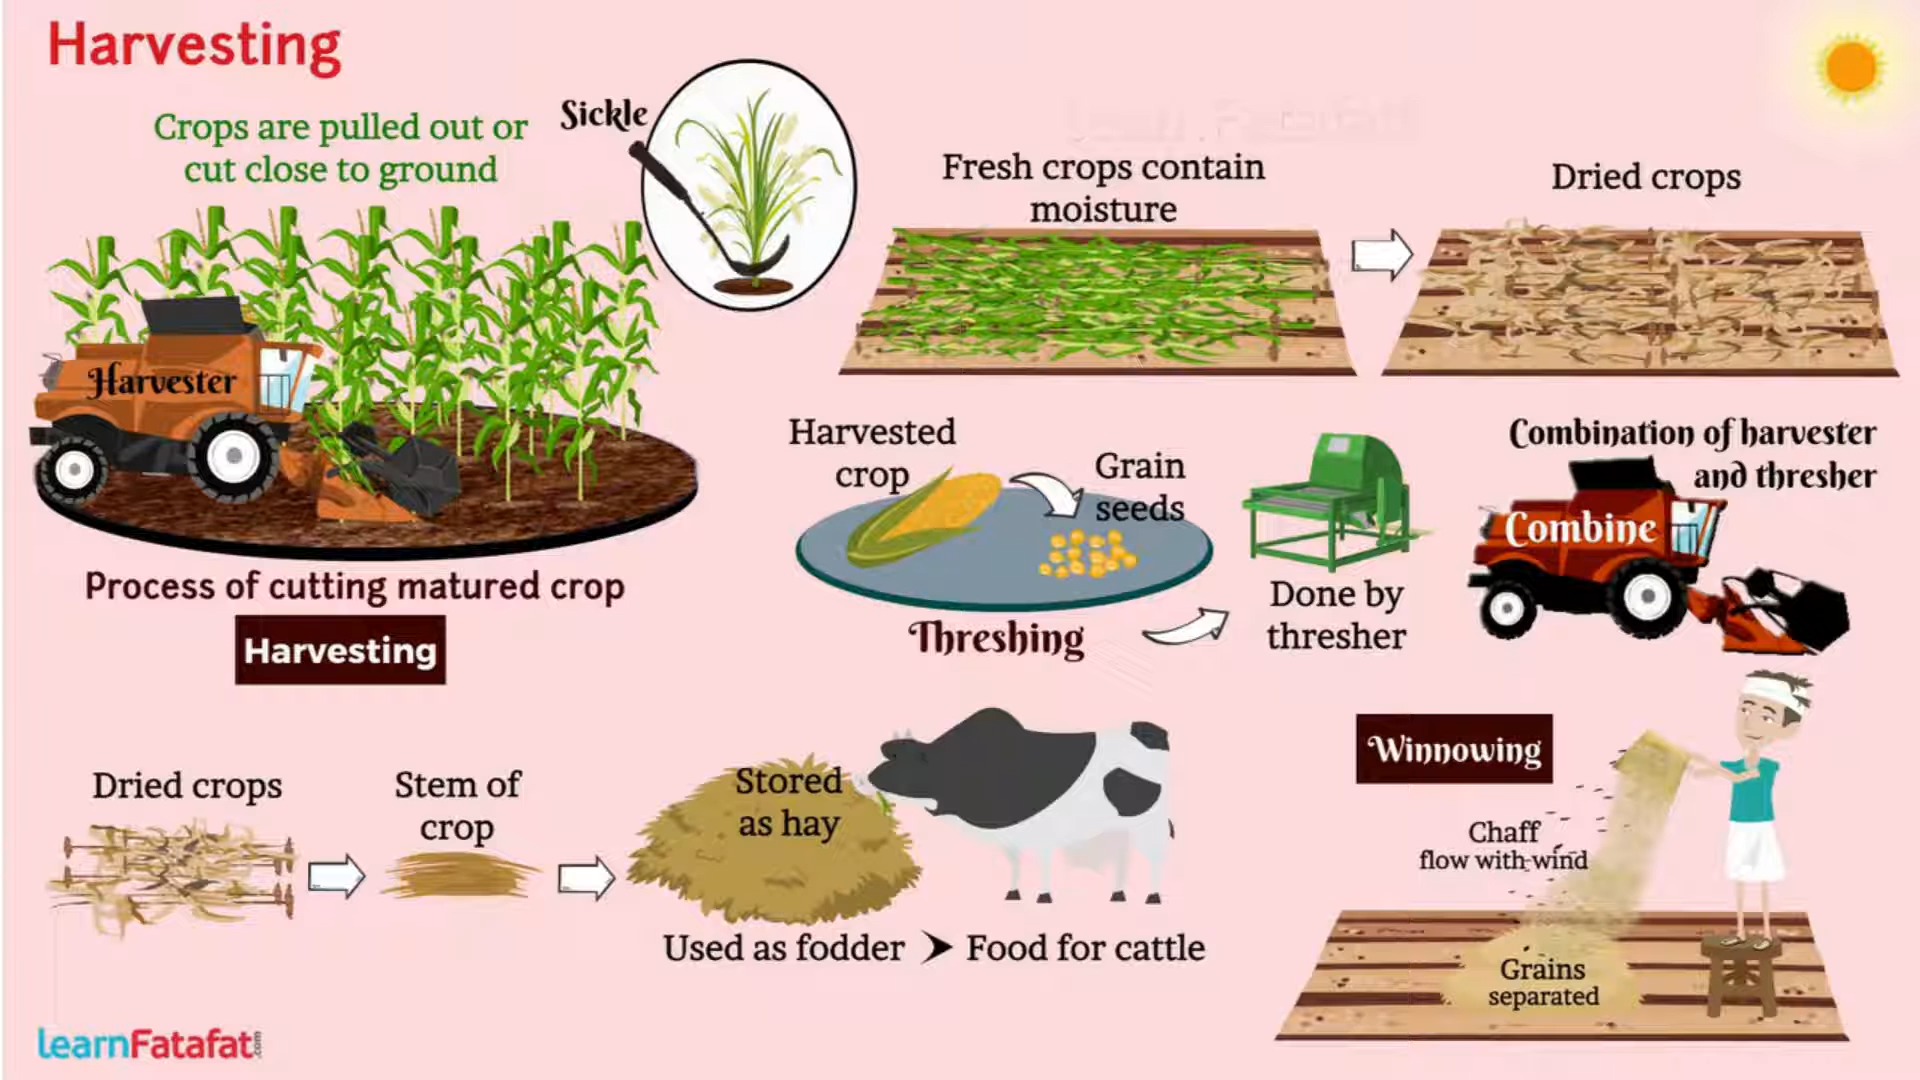 Harvesting
Crops are pulled out or
cut close to ground
Sickle
Learn Fatafat
Fresh crops contain
moisture
Dried crops
Harvester
Process of cutting matured crop
Harvesting
Harvested
crop
Grain
seeds
Threshing
Done by
thresher
Combination of harvester
and thresher
Combine
Dried crops
Stem of
crop
Stored
as hay
Used as fodder ➤ Food for cattle
Winnowing
Chaff
flow with wind
Grains
separated
learnFatafat.com